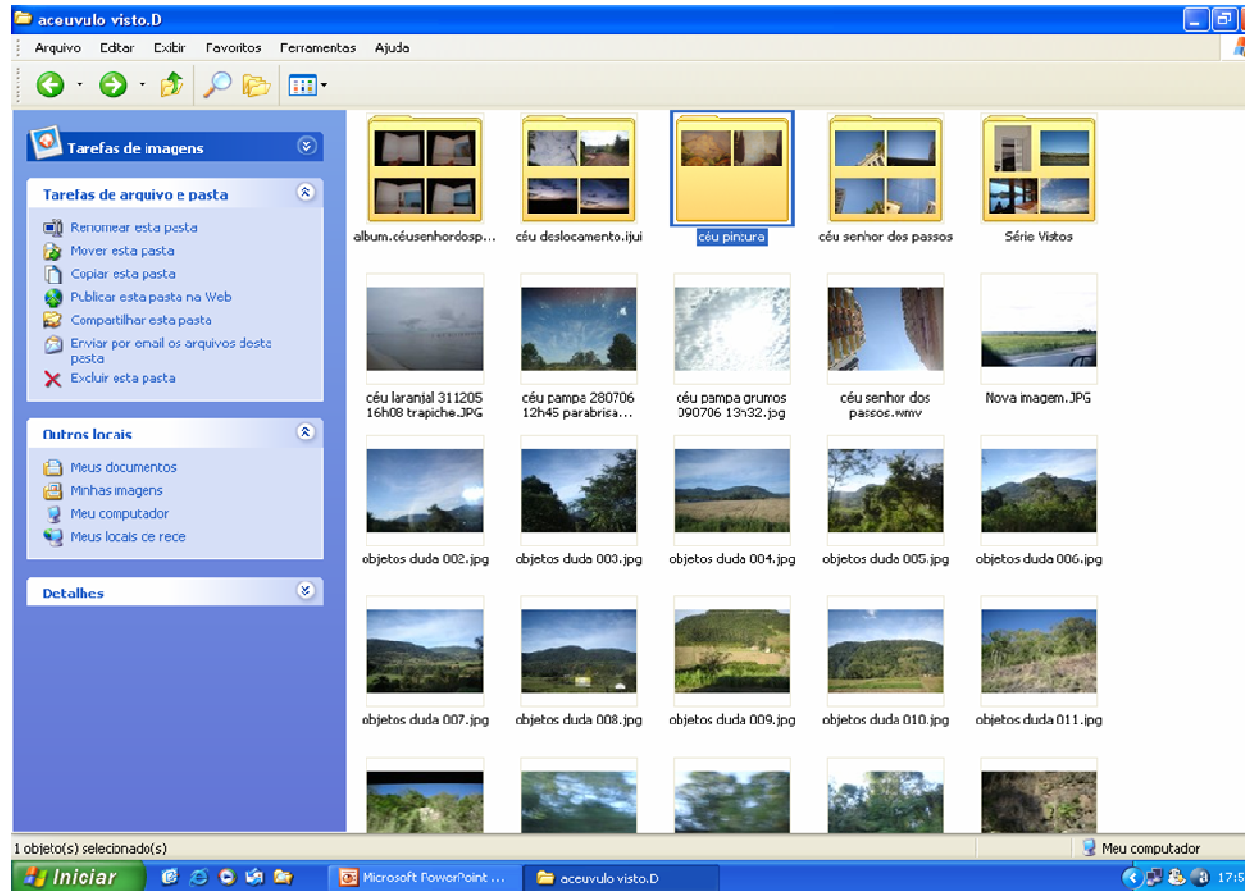 aceuvulo visto.D
Arquivo Editar Exibir Favoritos Ferramentas Ajuda
Tarefas de imagens
Tarefas de arquivo e pasta
Renomear esta pasta
Mover esta pasta
Copiar esta pasta
Publicar esta pasta na Web
Compartilhar esta pasta
Enviar por email os arquivos desta
pasta
Excluir esta pasta
Outros locais
Meus documentos
Minhas imagens
Meu computador
Meus locais de rede
Detalhes
album.céusenhordosp... céu deslocamento.ijui céu pintura céu senhor dos passos Série Vistos
céu laranjal 311205 céu pampa 280706 céu pampa grumos céu senhor dos Nova imagem.JPG
16h08 trapiche.JPG 12h45 parabrisa... 090706 13h32.jpg passos.wmv
objetos duda 002.jpg objetos duda 003.jpg objetos duda 004.jpg objetos duda 005.jpg objetos duda 006.jpg
objetos duda 007.jpg objetos duda 008.jpg objetos duda 009.jpg objetos duda 010.jpg objetos duda 011.jpg
1 objeto(s) selecionado(s) Meu computador
Iniciar Microsoft PowerPoint ... aceuvulo visto.D 17:5